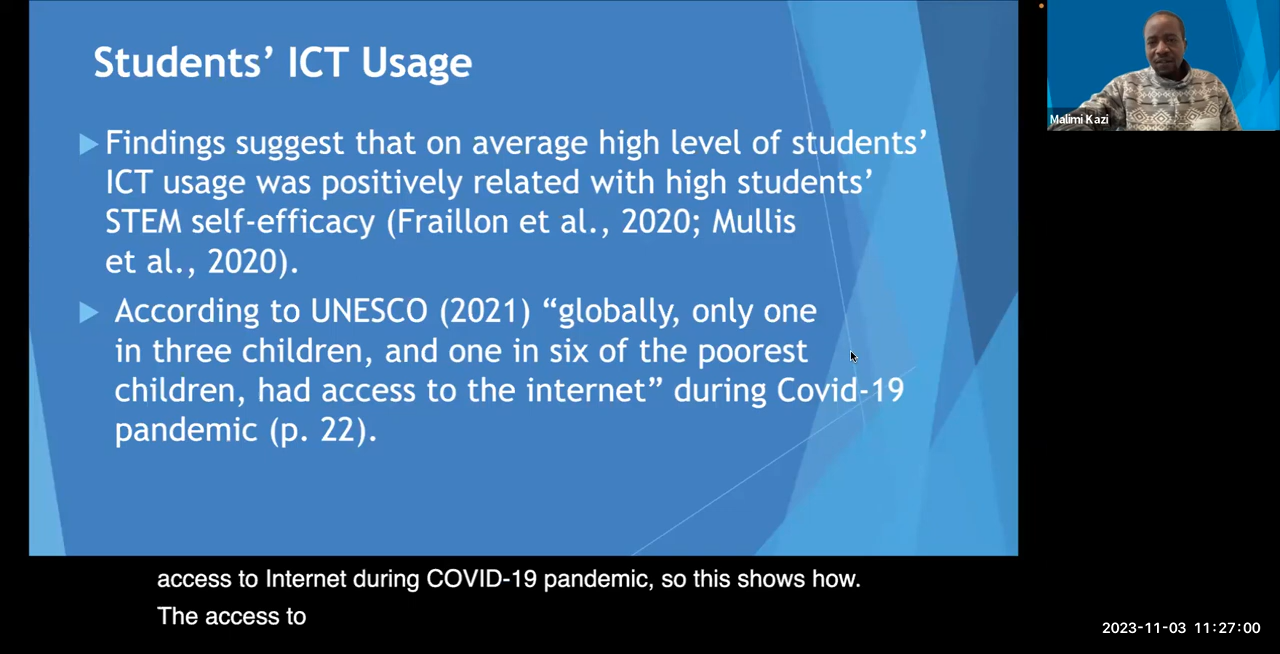 Students’ ICT Usage
Findings suggest that on average high level of students’
ICT usage was positively related with high students’
STEM self-efficacy (Fraillon et al., 2020; Mullis
et al., 2020).
According to UNESCO (2021) “globally, only one
in three children, and one in six of the poorest
children, had access to the internet” during Covid-19
pandemic (p. 22).
Malimi Kazi
access to Internet during COVID-19 pandemic, so this shows how.
The access to
2023-11-03 11:27:00